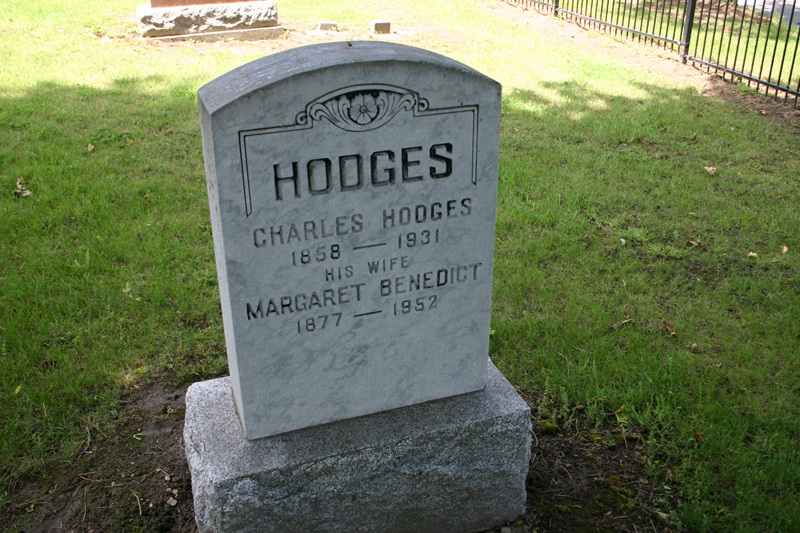 HODGES
CHARLES HODGES
1858 — 1931
HIS WIFE
MARGARET BENEDICT
1877 — 1952